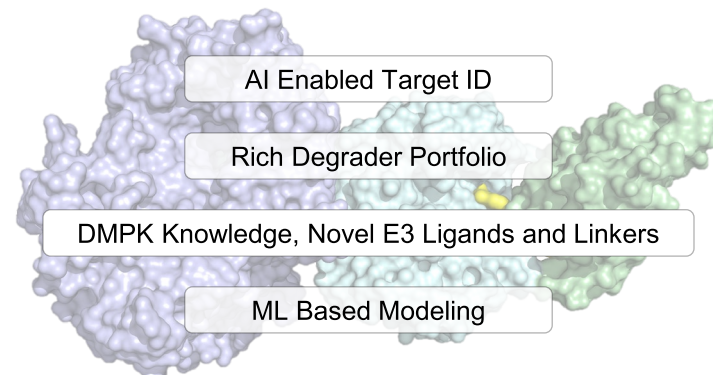 AI Enabled Target ID
Rich Degrader Portfolio
DMPK Knowledge, Novel E3 Ligands and Linkers
ML Based Modeling